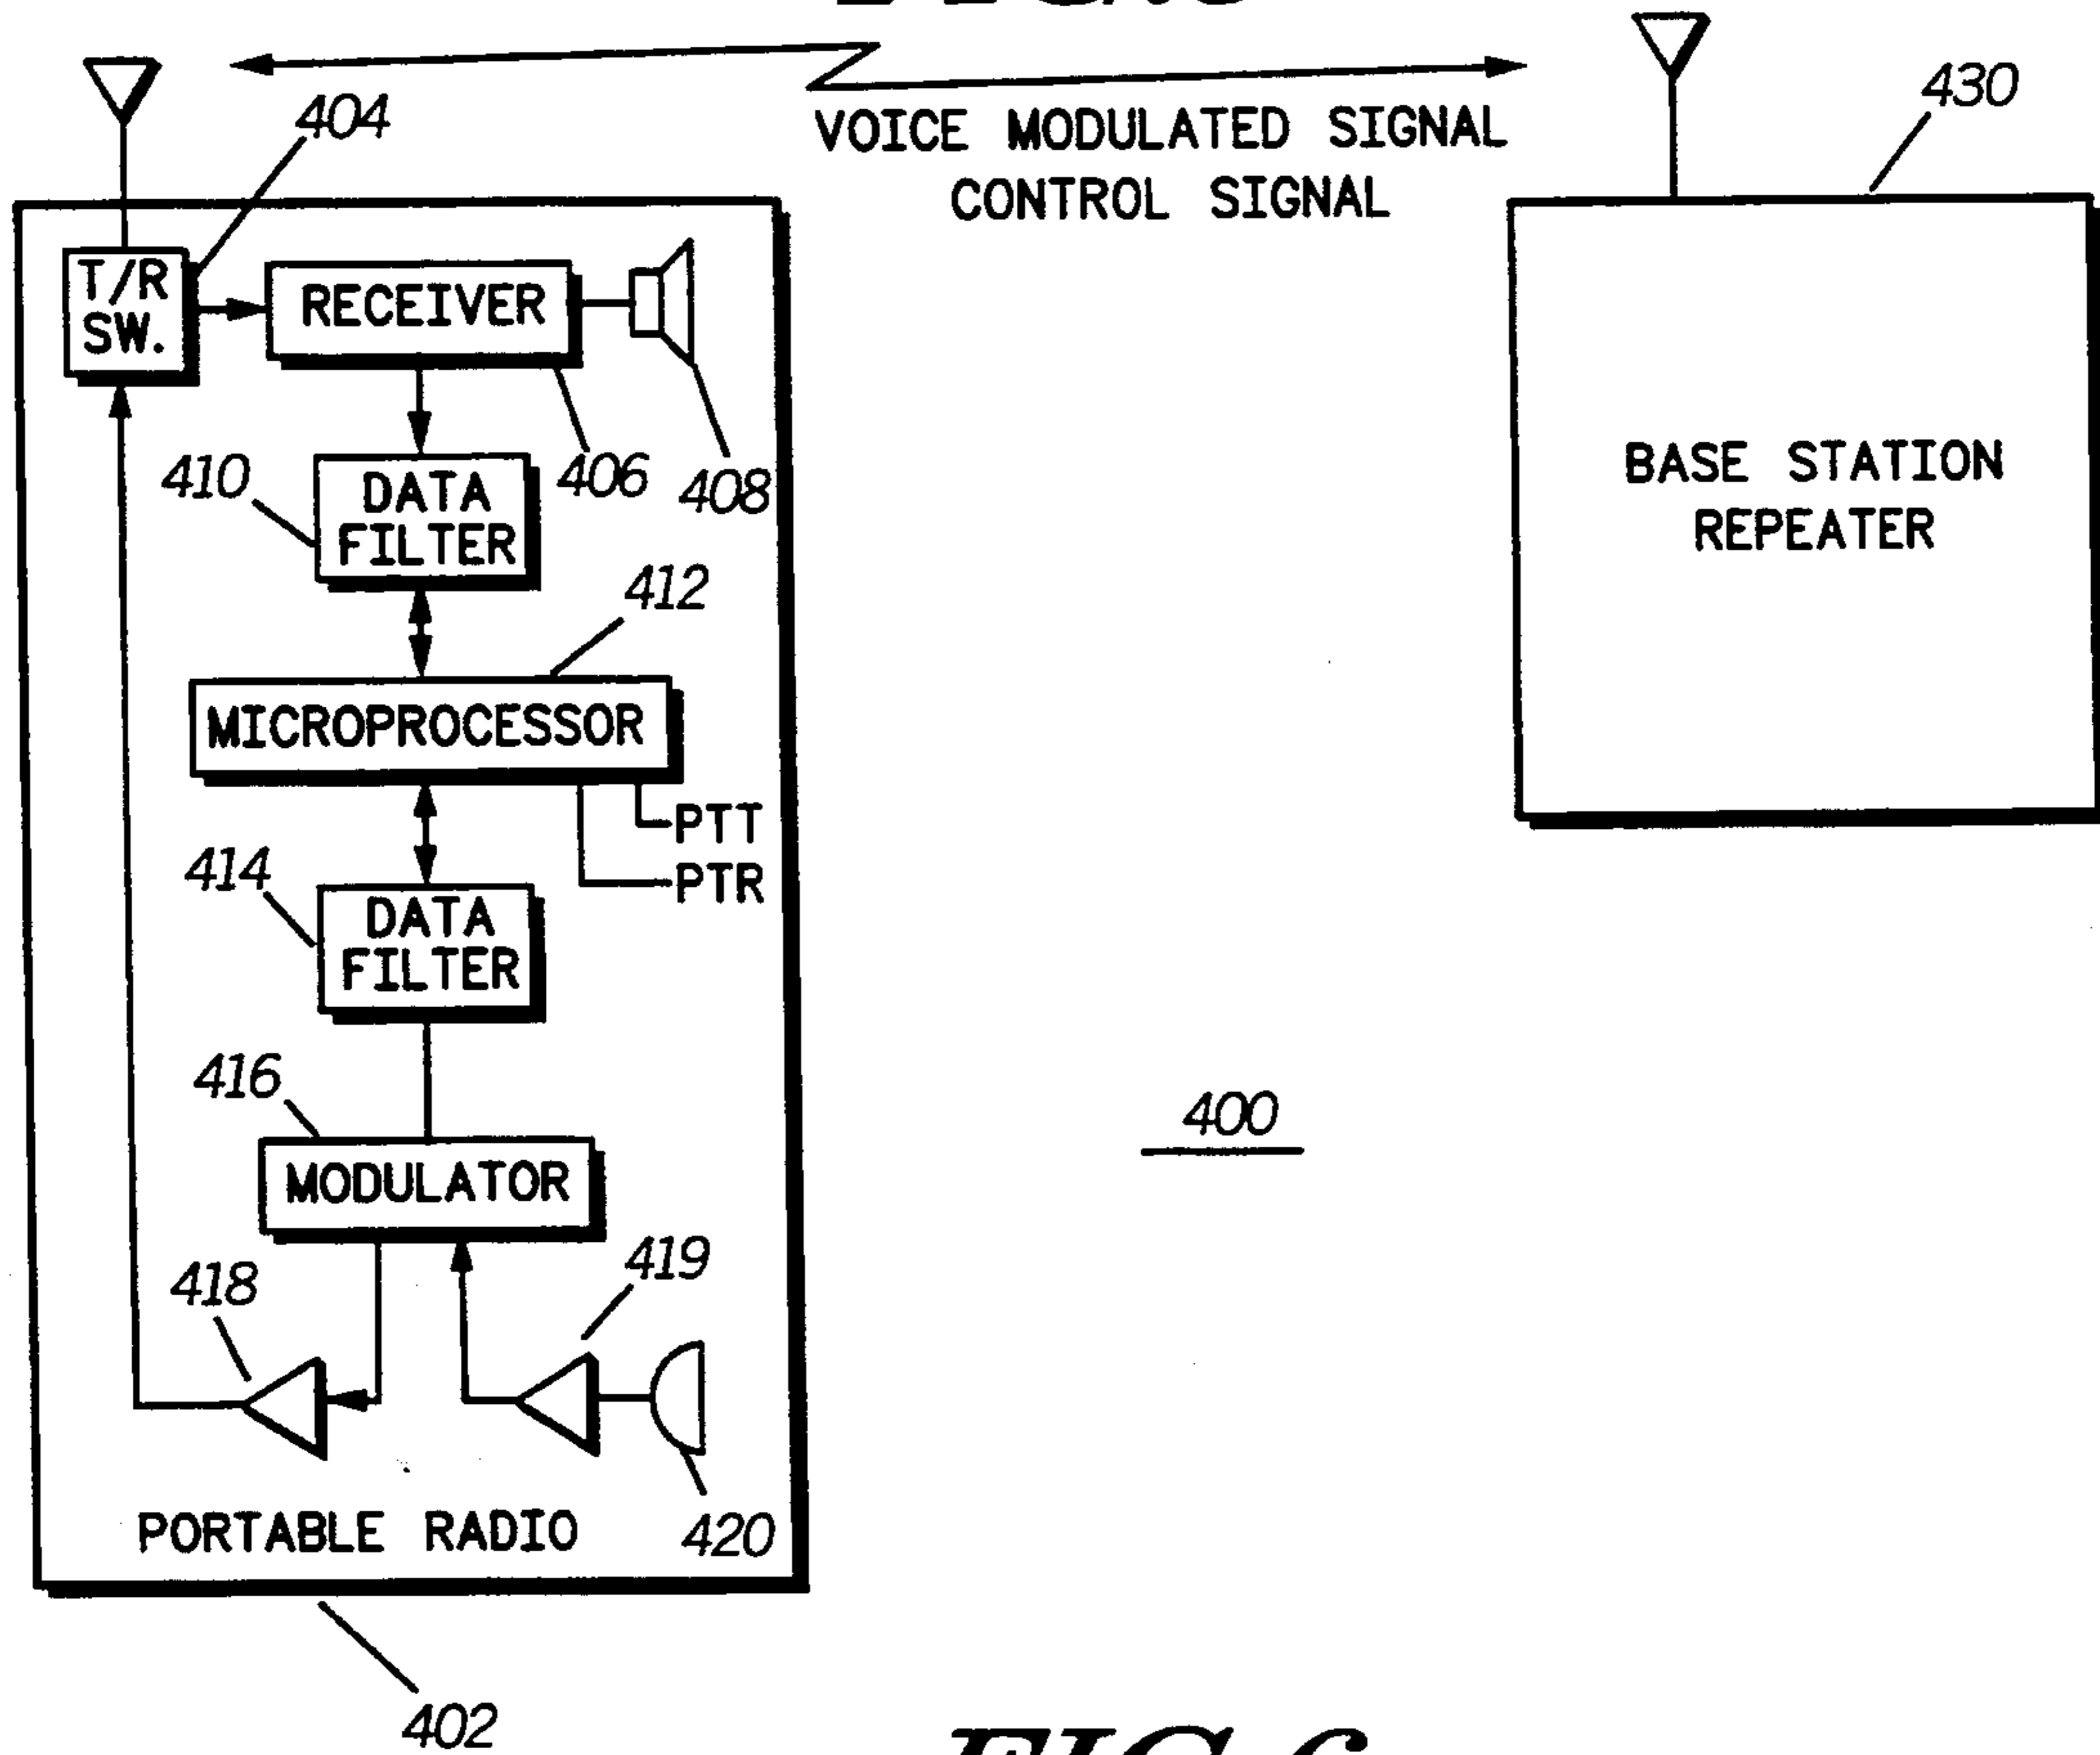 404
430
VOICE MODULATED SIGNAL
CONTROL SIGNAL
T/R
SW.
RECEIVER
410
406
408
DATA
FILTER
BASE STATION
REPEATER
412
MICROPROCESSOR
PTT
PTR
414
DATA
FILTER
416
400
MODULATOR
418
419
PORTABLE RADIO
420
402